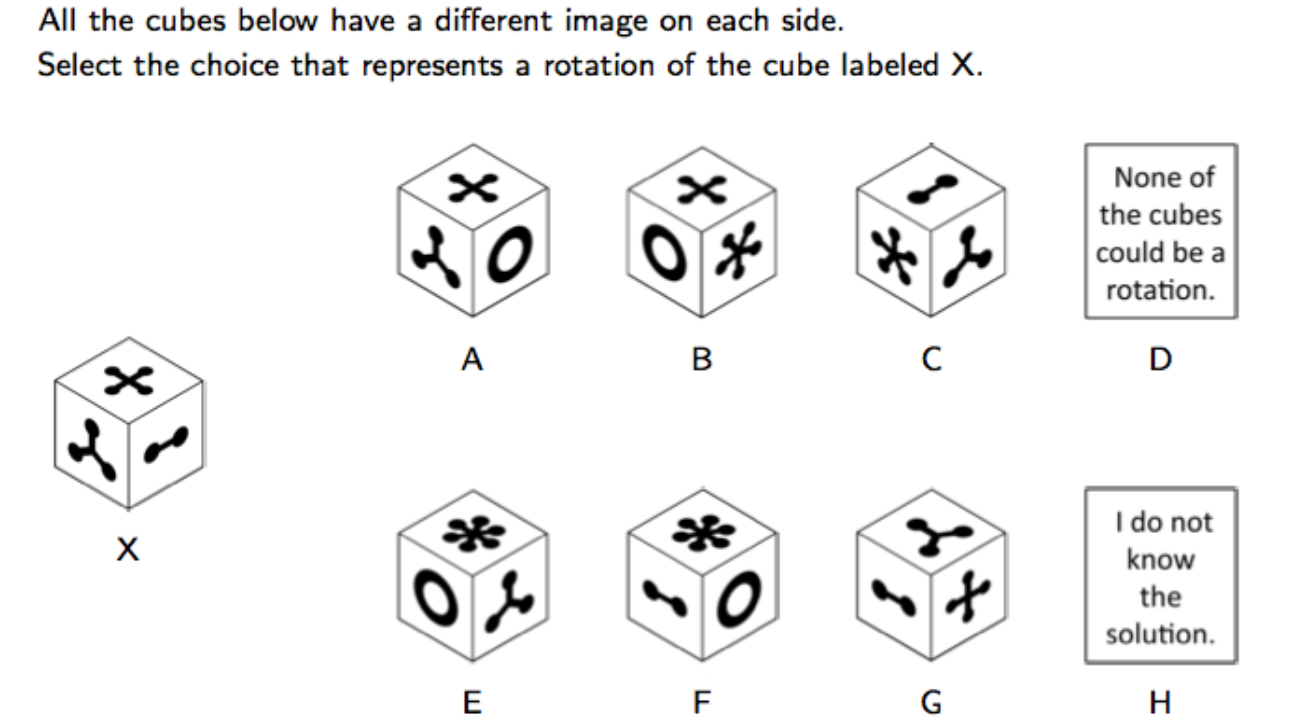 All the cubes below have a different image on each side.
Select the choice that represents a rotation of the cube labeled X.
None of
the cubes
could be a
rotation.
A
B
C
D
X
I do not
know
the
solution.
E
F
G
H